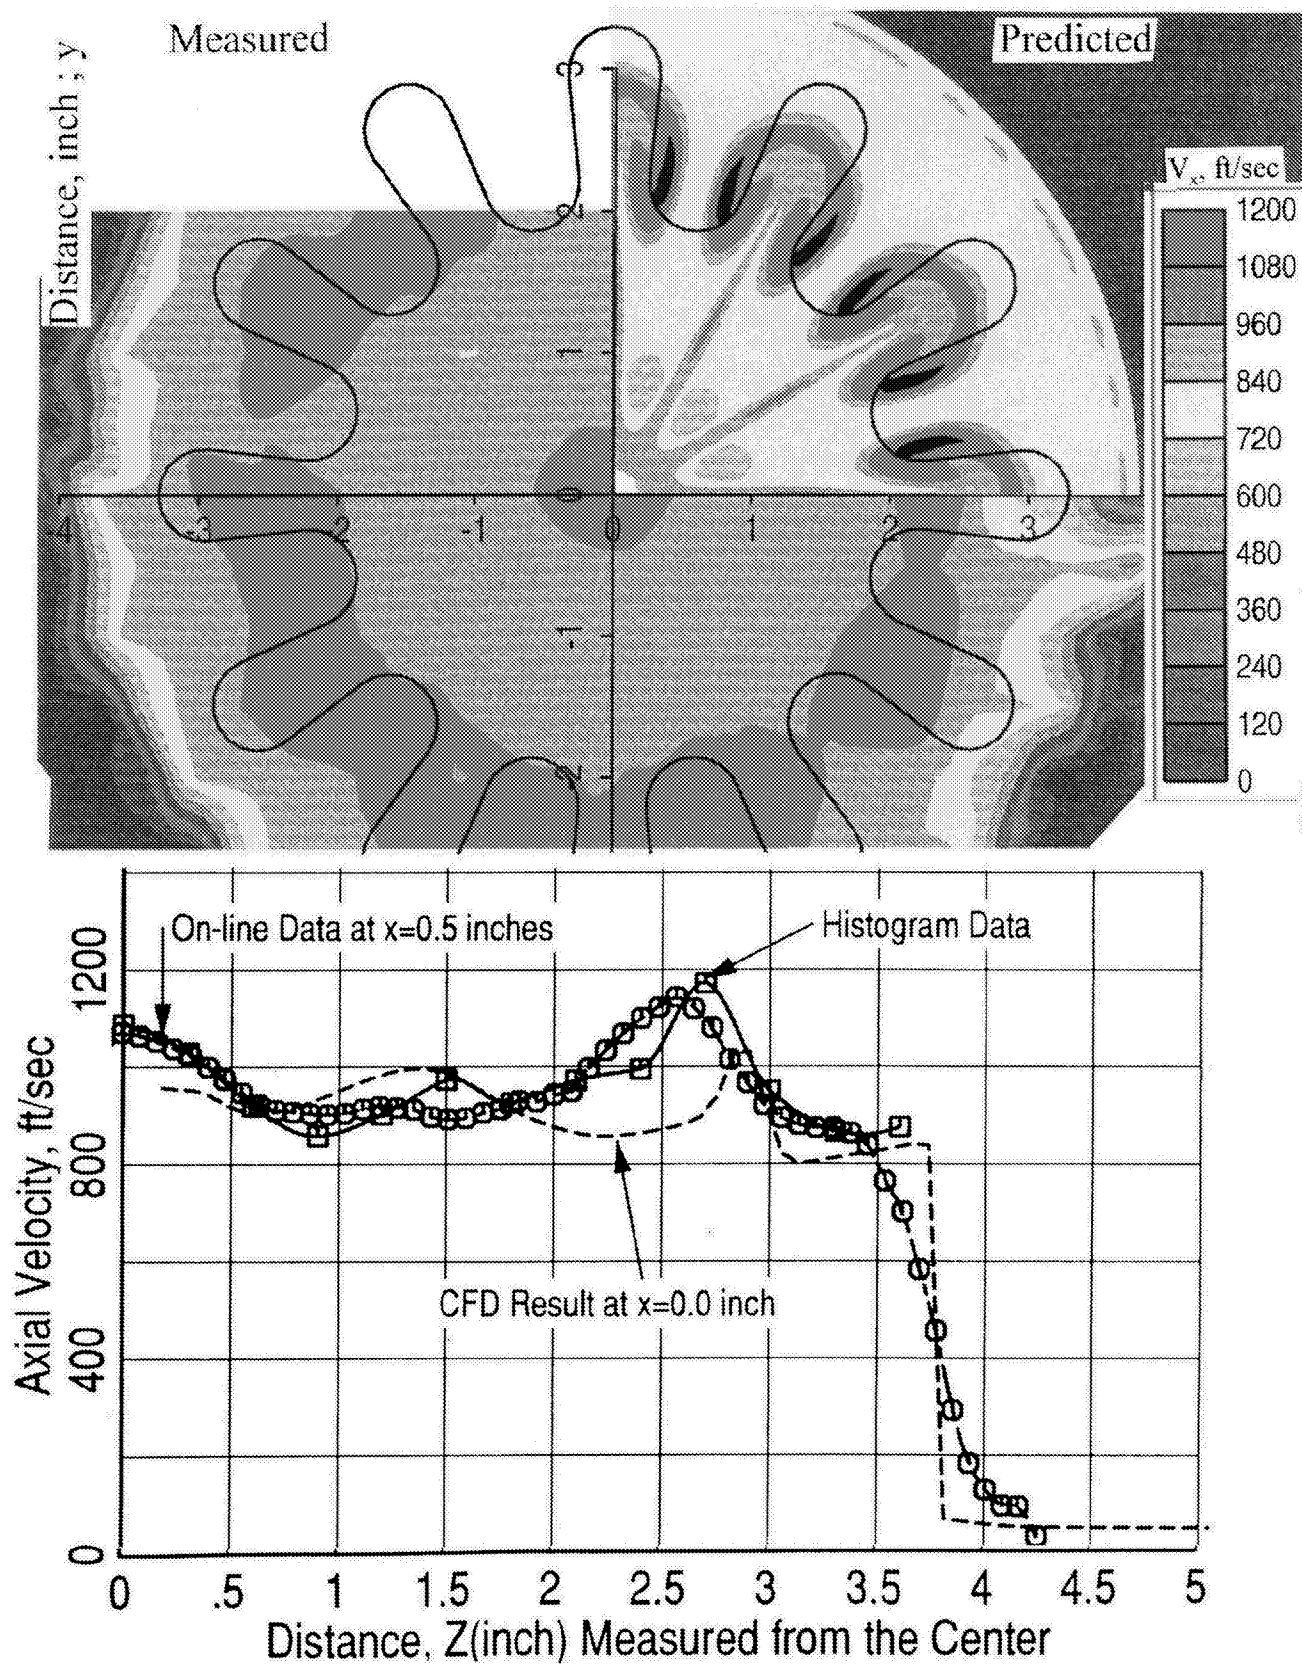 Measured
Predicted
Distance, inch ; y
Vx, ft/sec
1200
1080
960
840
720
600
480
360
240
120
0
3
2
1
0
-1
-2
-4
-3
2
-1
0
1
2
3
On-line Data at x=0.5 inches
Histogram Data
CFD Result at x=0.0 inch
Axial Velocity, ft/sec
1200
800
400
0
0 .5 1 1.5 2 2.5 3 3.5 4 4.5 5
Distance, Z(inch) Measured from the Center